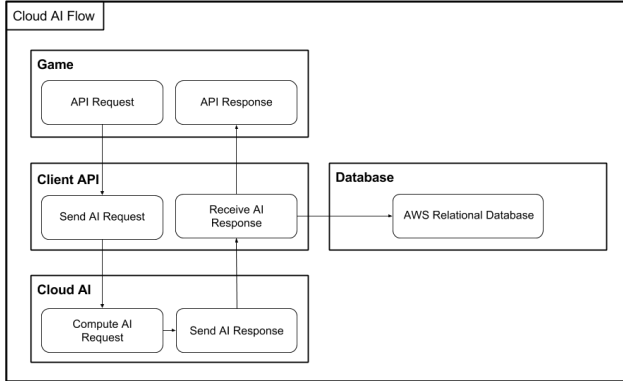 Cloud AI Flow
Game
API Request
API Response
Client API
Send AI Request
Receive AI
Response
Database
AWS Relational Database
Cloud AI
Compute AI
Request
Send AI Response